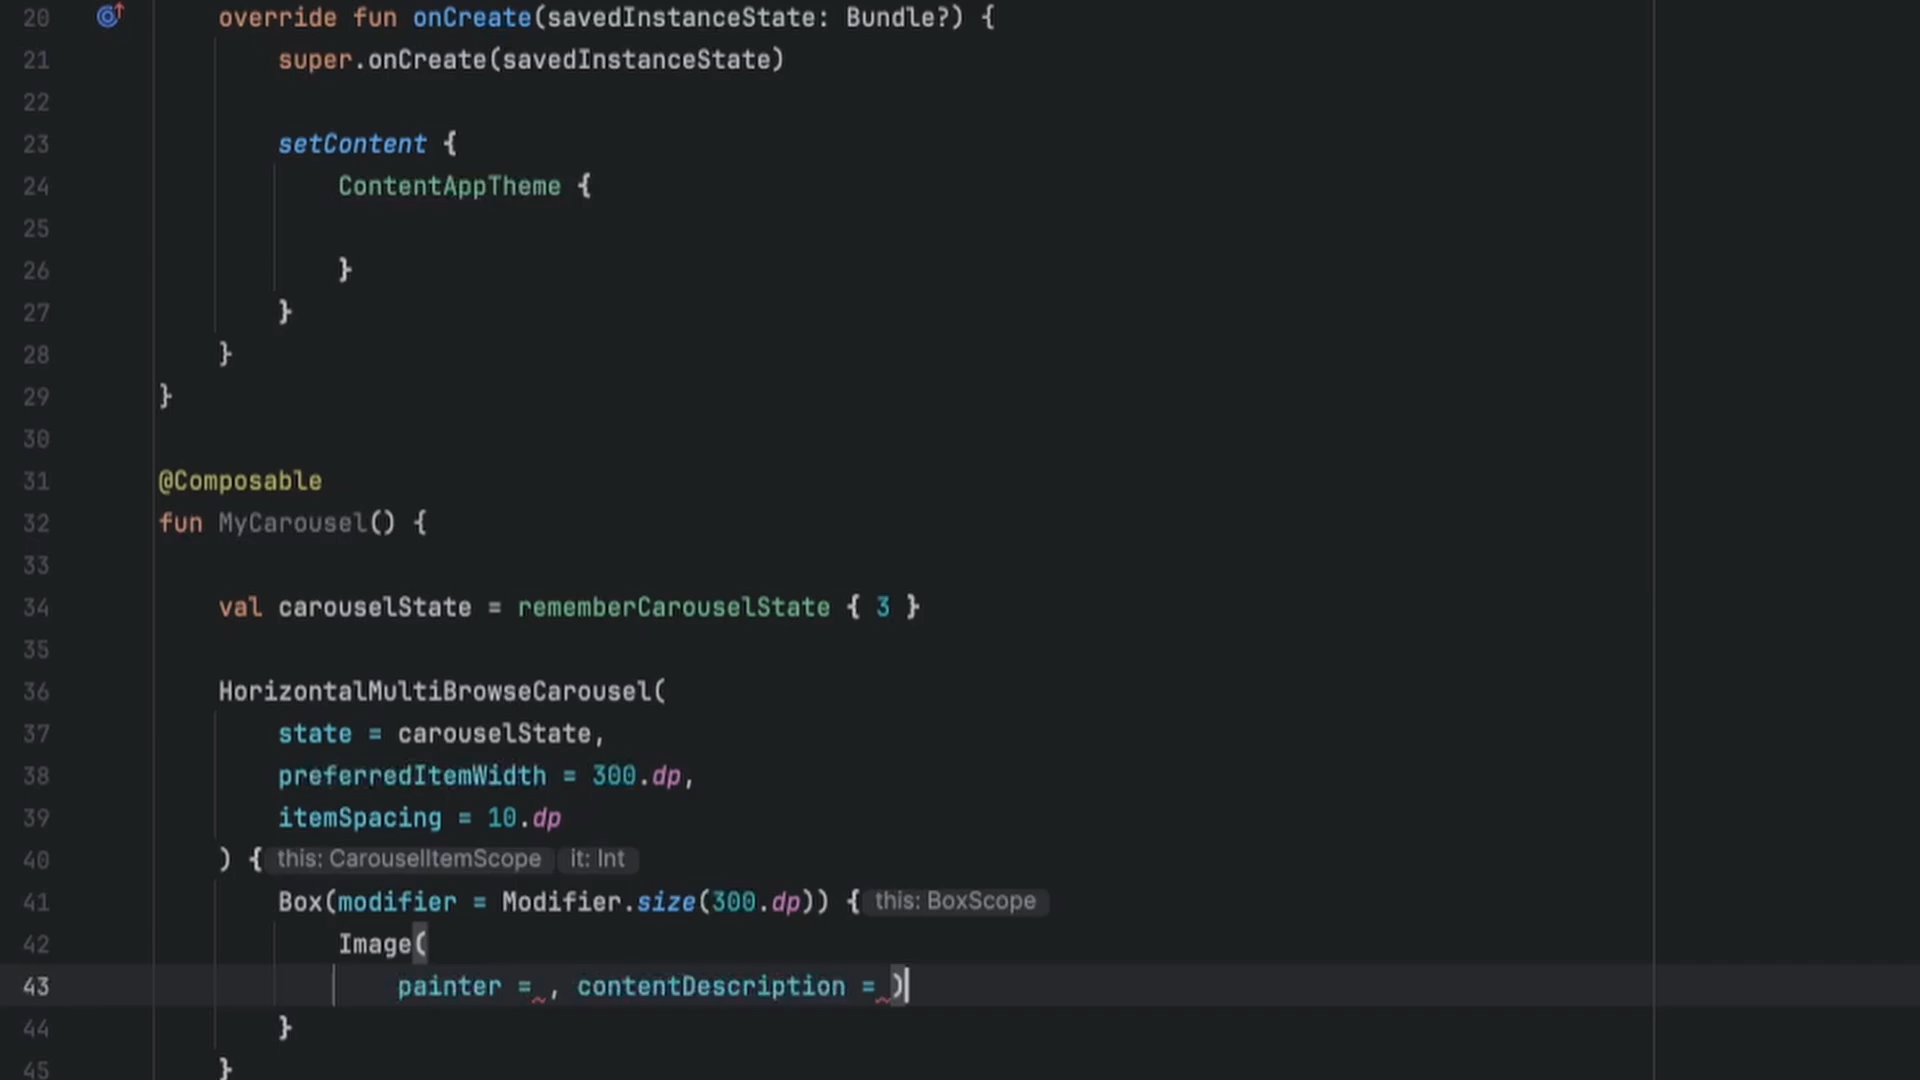 20 override fun onCreate(savedInstanceState: Bundle?) {
21 super.onCreate(savedInstanceState)
22
23 setContent {
24 ContentAppTheme {
25
26 }
27 }
28 }
29 }
30
31 @Composable
32 fun MyCarousel() {
33
34 val carouselState = rememberCarouselState { 3 }
35
36 HorizontalMultiBrowseCarousel(
37 state = carouselState,
38 preferredItemWidth = 300.dp,
39 itemSpacing = 10.dp
40 ) { this: CarouselItemScope it: Int
41 Box(modifier = Modifier.size(300.dp)) { this: BoxScope
42 Image(
43 painter = , contentDescription = )
44 }
45 }